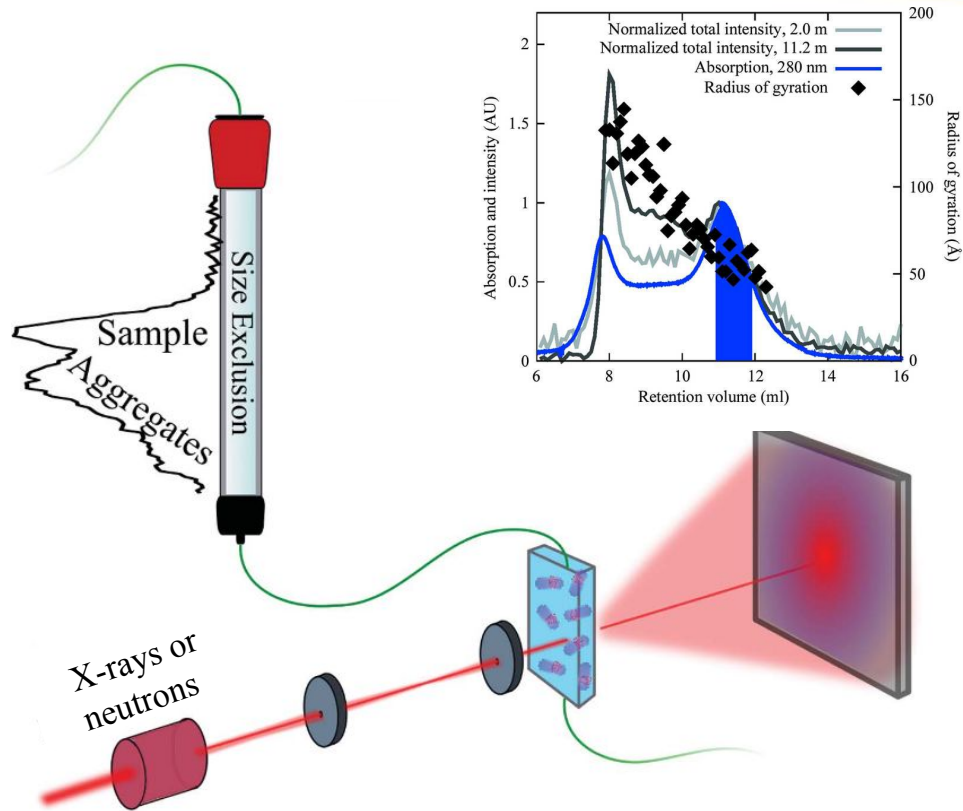 Normalized total intensity, 2.0 m
Normalized total intensity, 11.2 m
Absorption, 280 nm
Radius of gyration
Absorption and intensity (AU)
2
1.5
1
0.5
0
200
150
100
50
0
Radius of gyration (Å)
6 8 10 12 14 16
Retention volume (ml)
Size Exclusion
Sample
Aggregates
X-rays or
neutrons